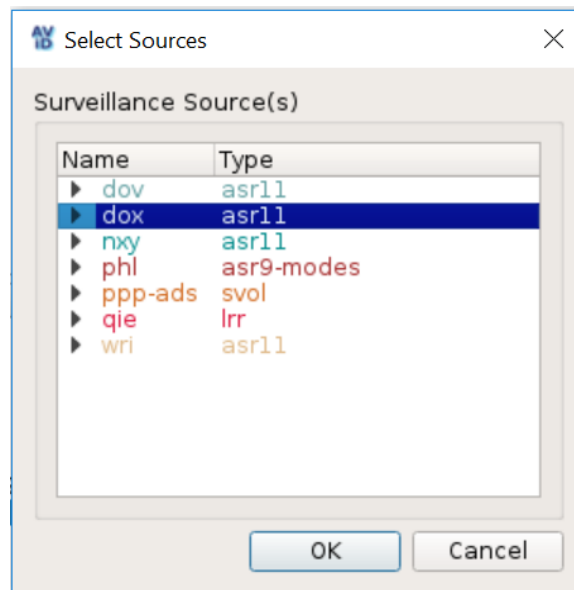 AViD Select Sources
Surveillance Source(s)
Name Type
dov asr11
dox asr11
nxy asr11
phl asr9-modes
ppp-ads svol
qie lrr
wri asr11
OK Cancel